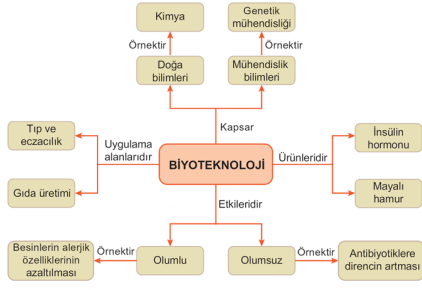 Kimya
Genetik
mühendisliği
Örnektir
Örnektir
Doğa
bilimleri
Mühendislik
bilimleri
Kapsar
Tıp ve
eczacılık
Uygulama
alanlarıdır
Gıda üretimi
BİYOTEKNOLOJİ
Ürünleridir
İnsülin
hormonu
Mayalı
hamur
Etkileridir
Besinlerin alerjik
özelliklerinin
azaltılması
Örnektir
Olumlu
Olumsuz
Örnektir
Antibiyotiklere
direncin artması